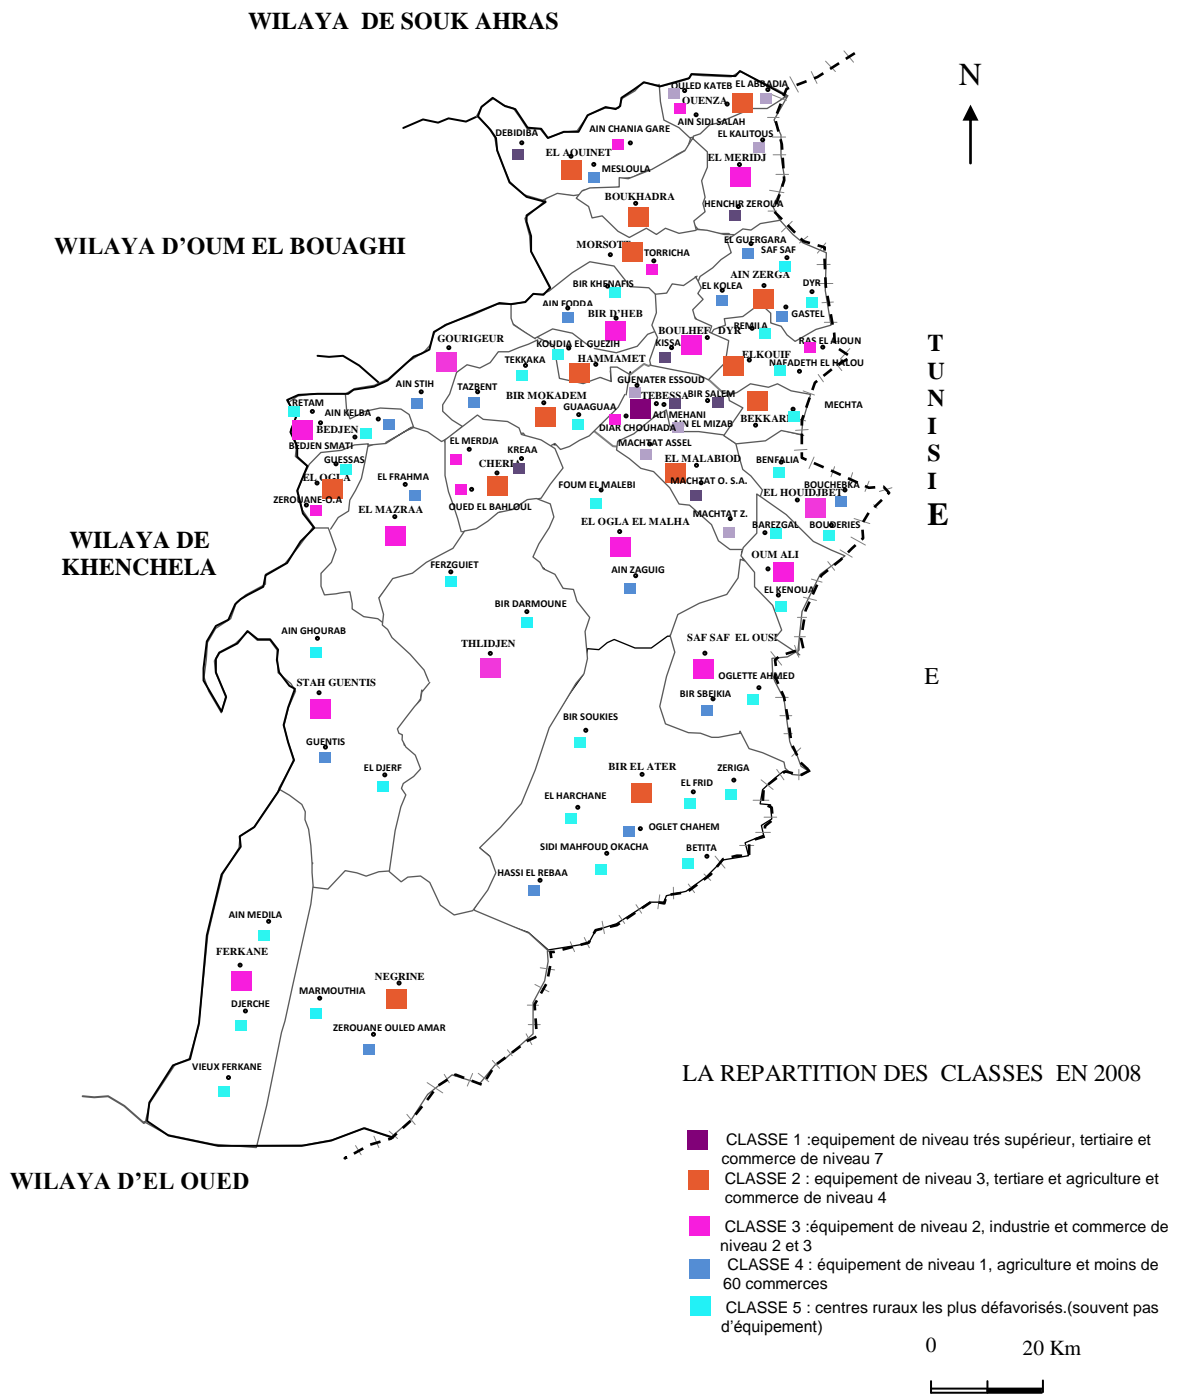 WILAYA DE SOUK AHRAS
N
OULED KATEB
EL ABBADIA
OUENZA
AIN SIDI SALAH
DEBIDIBA
AIN CHANIA GARE
EL KALITOUS
EL AOUINET
MESLOULA
EL MERIDJ
BOUKHADRA
HENCHIR ZEROUA
WILAYA D'OUM EL BOUAGHI
MORSOTT
TORRICHA
EL GUERGARA
SAF SAF
BIR KHENAFIS
EL KOLEA
AIN ZERGA
DYR
AIN FODDA
BIR D'HEB
GASTEL
GOURIGEUR
KOUDIA EL GUEZIH
BOULHEF DYR
REMILA
RAS EL AIOUN
TEKKAKA
HAMMAMET
KISSA
ELKOUIF
NAFADETH EL HALOU
AIN STIH
TAZBENT
GUENATER ESSOUD
BIR SALEM
KRETAM
AIN KELBA
BIR MOKADEM
GUAAGUAA
TEBESSA
ALI MEHANI
BEKKARIA
MECHTA
BEDJEN
DIAR CHOUHADA
EL MIZAB
BEDJEN SMATI
EL MERDJA
KREAA
MACHTAT ASSEL
GUESSAS
CHERIA
EL MALABIOD
BENFALIA
EL OGLA
EL FRAHMA
FOUM EL MALEBI
MACHTAT O. S.A.
BOUCHEBKA
ZEROUANE-O.A
OUED EL BAHLOUL
EL HOUIDJBET
EL MAZRAA
EL OGLA EL MALHA
MACHTAT Z.
BAREZGAL
BOUDERIES
WILAYA DE
KHENCHELA
FERZGUIET
AIN ZAGUIG
OUM ALI
EL KENOUA
T
U
N
I
S
I
E
BIR DARMOUNE
AIN GHOURAB
THLIDJEN
SAF SAF EL OUSI
E
STAH GUENTIS
OGLETTE AHMED
BIR SBEIKIA
BIR SOUKIES
GUENTIS
EL DJERF
BIR EL ATER
ZERIGA
EL FRID
EL HARCHANE
OGLET CHAHEM
SIDI MAHFOUD OKACHA
BETITA
HASSI EL REBAA
AIN MEDILA
FERKANE
NEGRINE
MARMOUTHIA
DJERCHE
ZEROUANE OULED AMAR
VIEUX FERKANE
WILAYA D'EL OUED
LA REPARTITION DES CLASSES EN 2008
CLASSE 1 :equipement de niveau trés supérieur, tertiaire et
commerce de niveau 7
CLASSE 2 : equipement de niveau 3, tertiare et agriculture et
commerce de niveau 4
CLASSE 3 :équipement de niveau 2, industrie et commerce de
niveau 2 et 3
CLASSE 4 : équipement de niveau 1, agriculture et moins de
60 commerces
CLASSE 5 : centres ruraux les plus défavorisés.(souvent pas
d'équipement)
0 20 Km